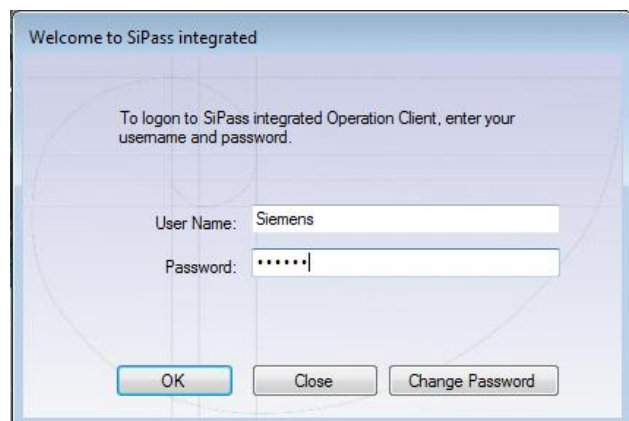 Welcome to SiPass integrated
To logon to SiPass integrated Operation Client, enter your
username and password.
User Name: Siemens
Password: ••••••
OK Close Change Password